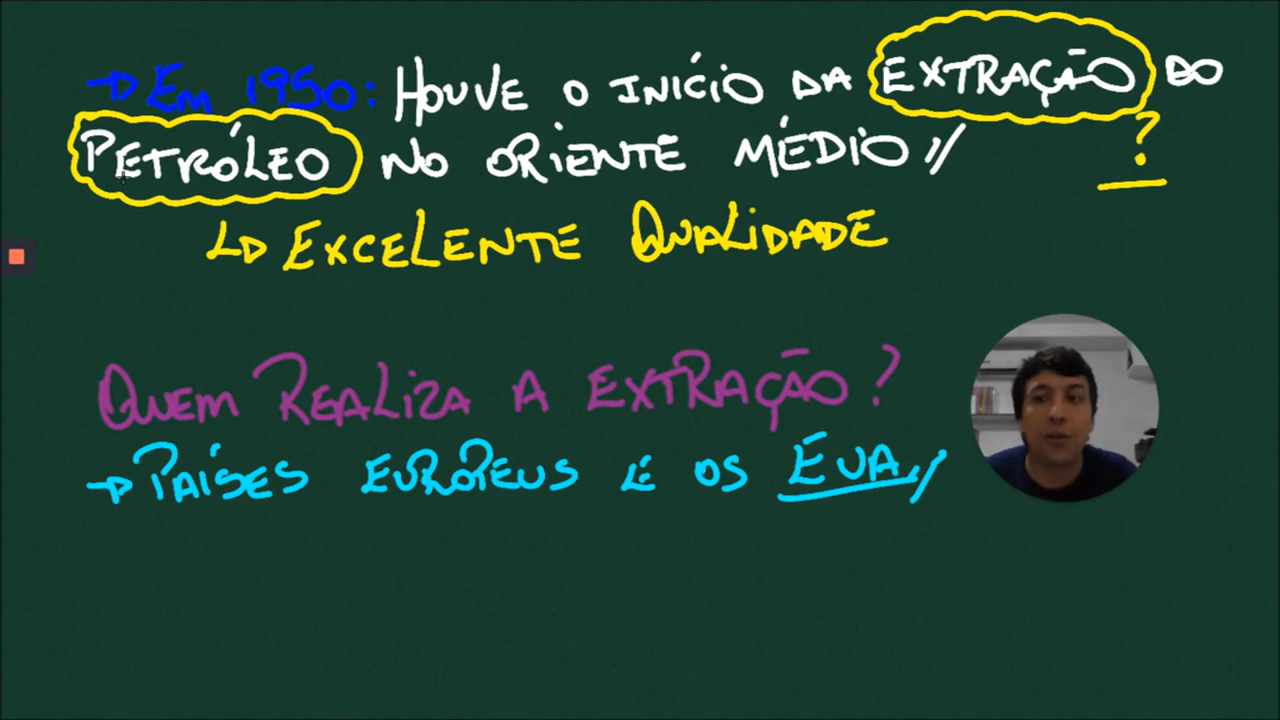 → Em 1950: HOUVE O INÍCIO DA EXTRAÇÃO DO
PETRÓLEO NO ORIENTE MÉDIO //
?
↳ EXCELENTE QUALIDADE
QUEM REALIZA A EXTRAÇÃO?
→ PAÍSES EUROPEUS E OS EUA //